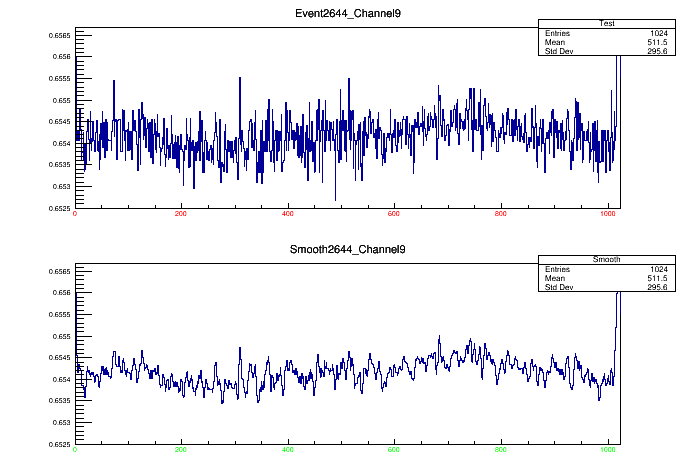 Event2644_Channel9
Test
Entries 1024
Mean 511.5
Std Dev 295.6
0.6565
0.656
0.6555
0.655
0.6545
0.654
0.6535
0.653
0.6525
0 200 400 600 800 1000
Smooth2644_Channel9
Smooth
Entries 1024
Mean 511.5
Std Dev 295.6
0.6565
0.656
0.6555
0.655
0.6545
0.654
0.6535
0.653
0.6525
0 200 400 600 800 1000